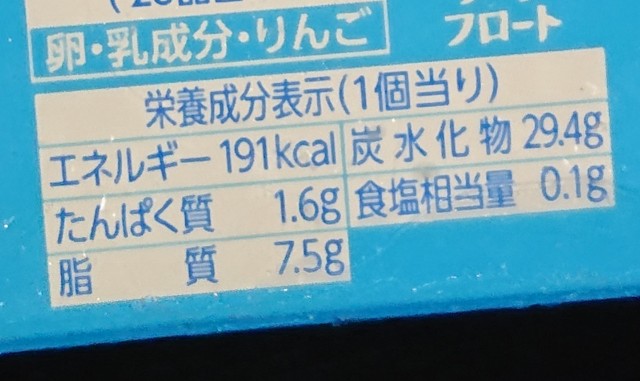 卵・乳成分・りんご
フロート
栄養成分表示(1個当り)
エネルギー 191kcal
炭水化物 29.4g
たんぱく質 1.6g
食塩相当量 0.1g
脂質 7.5g